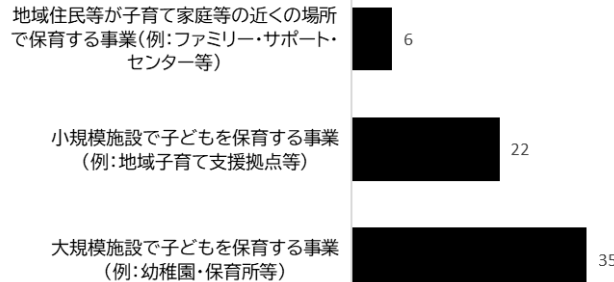 地域住民等が子育て家庭等の近くの場所
で保育する事業(例:ファミリー・サポート・
センター等)
6
小規模施設で子どもを保育する事業
(例:地域子育て支援拠点等)
22
大規模施設で子どもを保育する事業
(例:幼稚園・保育所等)
35